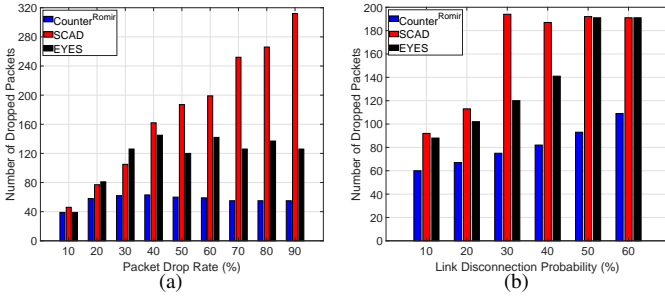 320
280
240
200
160
120
80
40
0
Number of Dropped Packets
Counter^Romir
SCAD
EYES
10 20 30 40 50 60 70 80 90
Packet Drop Rate (%)
(a)
200
180
160
140
120
100
80
60
40
20
0
Number of Dropped Packets
Counter^Romir
SCAD
EYES
10 20 30 40 50 60
Link Disconnection Probability (%)
(b)